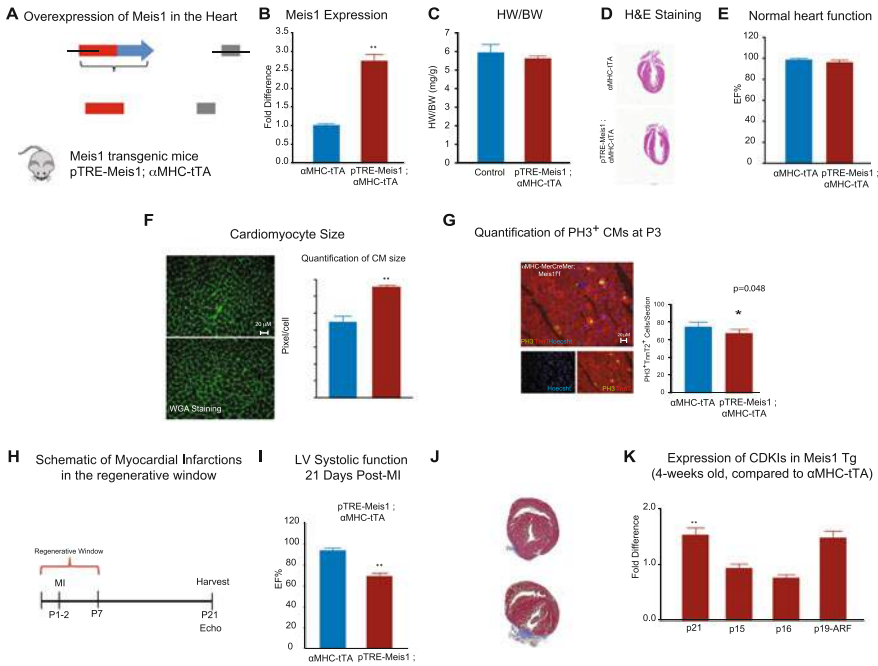 A Overexpression of Meis1 in the Heart
Meis1 transgenic mice
pTRE-Meis1; αMHC-tTA
B Meis1 Expression
Fold Difference
3.0
2.5
2.0
1.5
1.0
0.5
0.0
**
αMHC-tTA pTRE-Meis1 ;
αMHC-tTA
C HW/BW
HW/BW (mg/g)
7
6
5
4
3
2
1
0
Control pTRE-Meis1 ;
αMHC-tTA
D H&E Staining
αMHC-tTA
pTRE-Meis1 ;
αMHC-tTA
E Normal heart function
EF%
120
100
80
60
40
20
0
αMHC-tTA pTRE-Meis1 ;
αMHC-tTA
F Cardiomyocyte Size
20 μM
WGA Staining
Quantification of CM size
Pixel/cell
**
G Quantification of PH3⁺ CMs at P3
αMHC-MerCreMer;
20 μM
PH3 Hoechst
Hoechst
PH3
p=0.048
*
PH3⁺TnnT2⁺ Cells/Section
100
80
60
40
20
0
αMHC-tTA pTRE-Meis1 ;
αMHC-tTA
H Schematic of Myocardial Infarctions
in the regenerative window
Regenerative Window
MI Harvest
P1-2 P7 P21
Echo
I LV Systolic function
21 Days Post-MI
pTRE-Meis1 ;
αMHC-tTA
EF%
120
100
80
60
40
20
0
**
αMHC-tTA pTRE-Meis1 ;
J
K Expression of CDKIs in Meis1 Tg
(4-weeks old, compared to αMHC-tTA)
Fold Difference
2.0
1.0
0.0
**
p21 p15 p16 p19-ARF